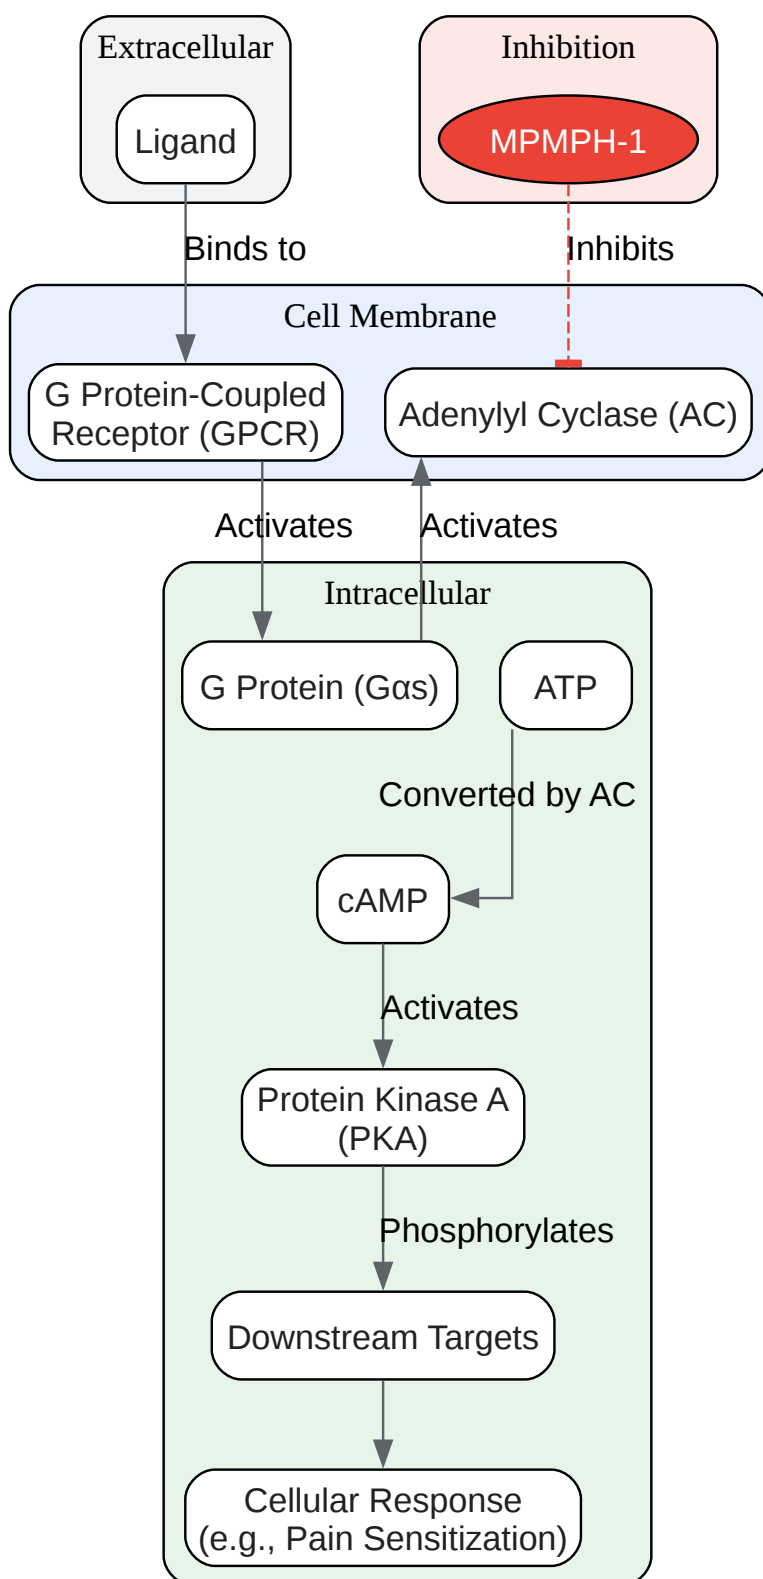 Extracellular
Inhibition
Ligand
MPMPH-1
Binds to
Inhibits
Cell Membrane
G Protein-Coupled
Receptor (GPCR)
Adenylyl Cyclase (AC)
Activates
Activates
Intracellular
G Protein (Gαs)
ATP
Converted by AC
cAMP
Activates
Protein Kinase A
(PKA)
Phosphorylates
Downstream Targets
Cellular Response
(e.g., Pain Sensitization)